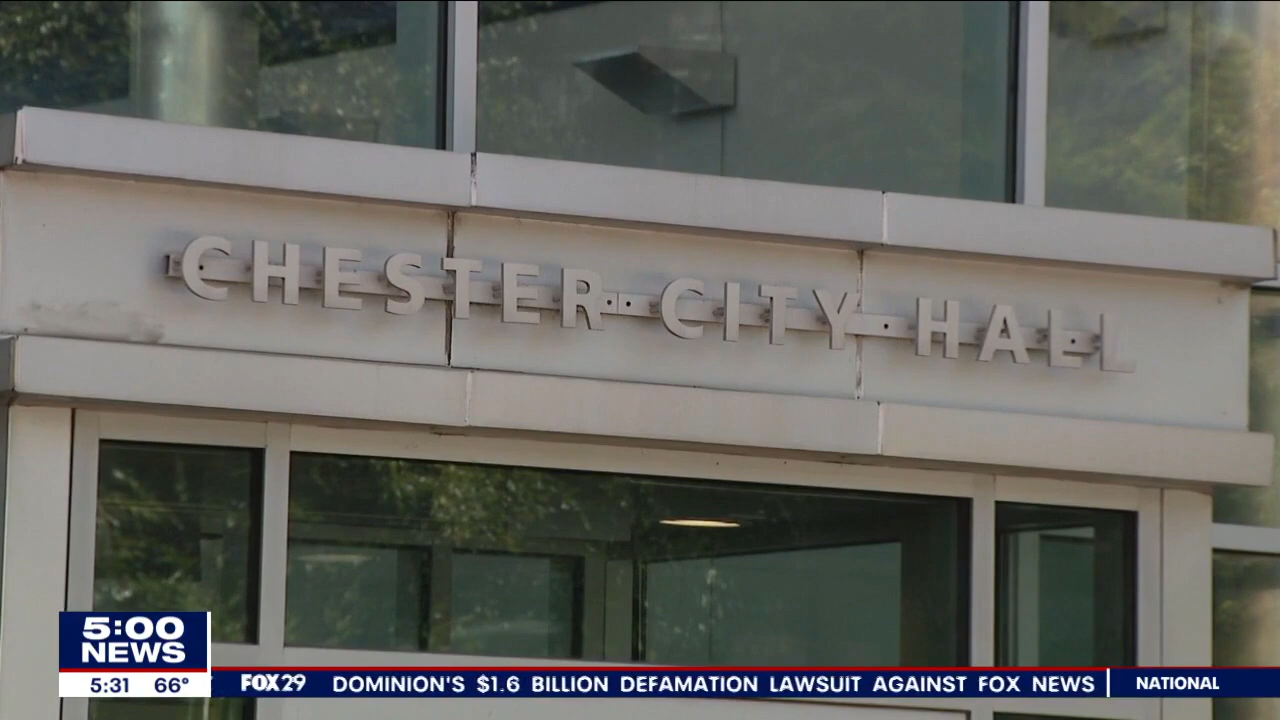 CHESTER CITY HALL
5:00
NEWS
5:31 66°
FOX29 DOMINION'S $1.6 BILLION DEFAMATION LAWSUIT AGAINST FOX NEWS NATIONAL